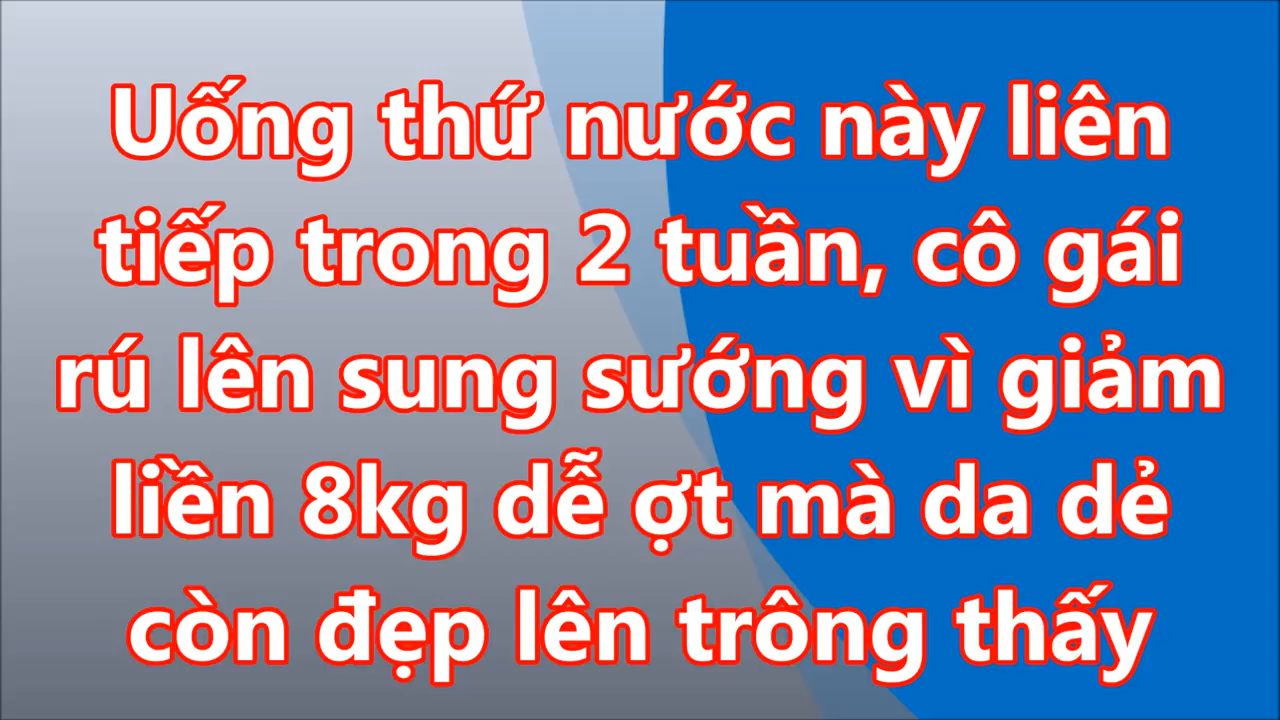 Uống thứ nước này liên
tiếp trong 2 tuần, cô gái
rú lên sung sướng vì giảm
liền 8kg dễ ợt mà da dẻ
còn đẹp lên trông thấy